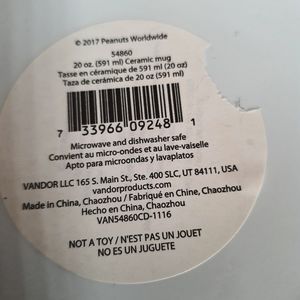 © 2017 Peanuts Worldwide
54860
20 oz. (591 ml) Ceramic mug
Tasse en céramique de 591 ml (20 oz)
Taza de cerámica de 20 oz (591 ml)
7 33966 09248 1
Microwave and dishwasher safe
Convient au micro-ondes et au lave-vaiselle
Apto para microondas y lavaplatos
VANDOR LLC 165 S. Main St., Ste. 400 SLC, UT 84111, USA
vandorproducts.com
Made in China, Chaozhou / Fabriqué en Chine, Chaozhou
Hecho en China, Chaozhou
VAN54860CD-1116
NOT A TOY / N'EST PAS UN JOUET
NO ES UN JUGUETE